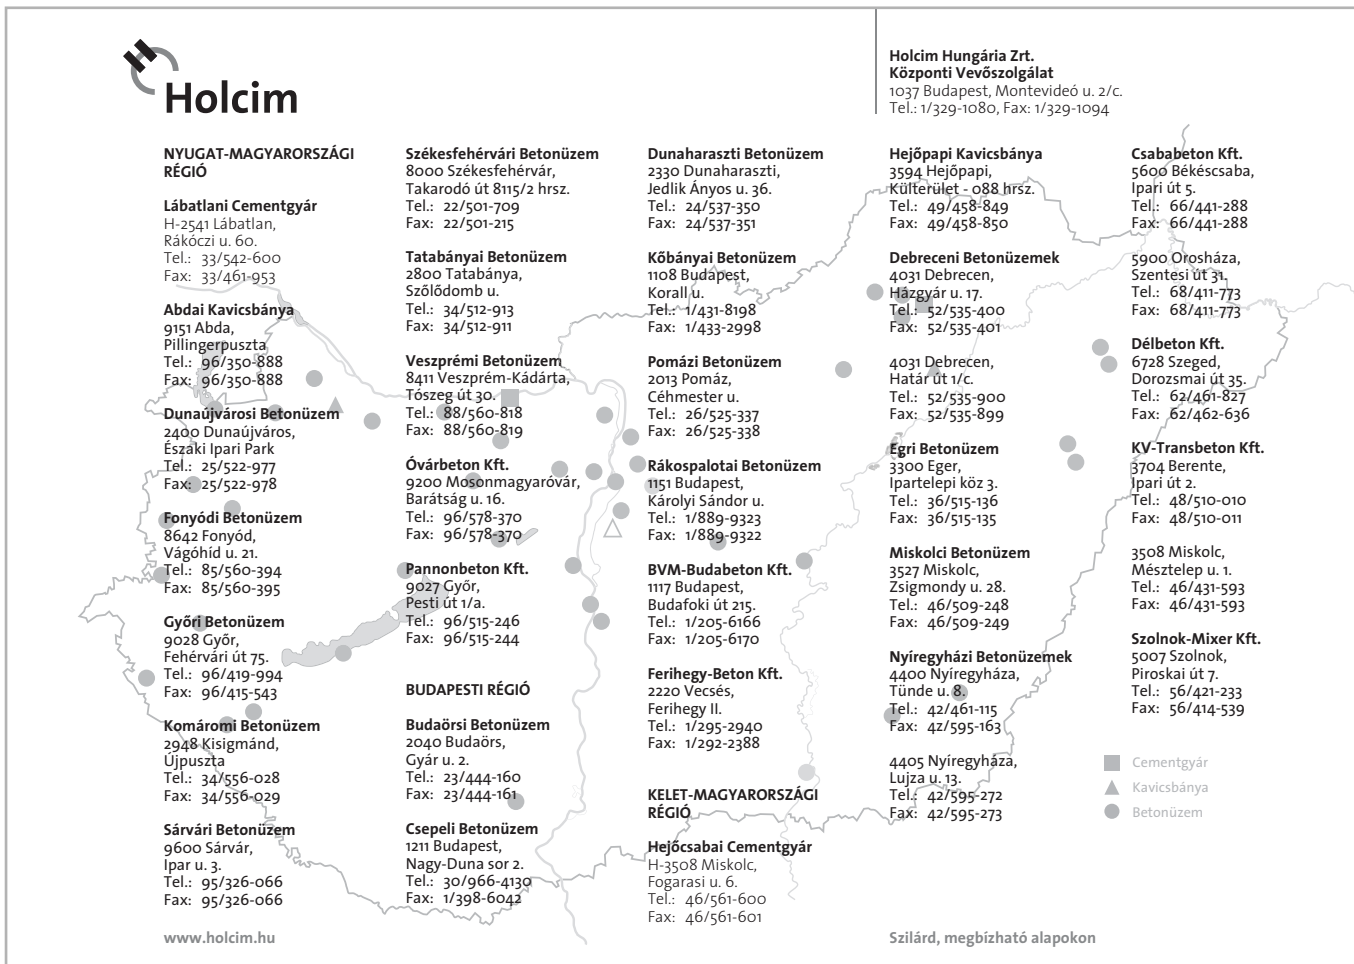 Holcim
Holcim Hungária Zrt.
Központi Vevőszolgálat
1037 Budapest, Montevideó u. 2/c.
Tel.: 1/329-1080, Fax: 1/329-1094
NYUGAT-MAGYARORSZÁGI
RÉGIÓ
Lábatlani Cementgyár
H-2541 Lábatlan,
Rákóczi u. 60.
Tel.: 33/542-600
Fax: 33/461-953
Abdai Kavicsbánya
9151 Abda,
Pillingerpuszta
Tel.: 96/350-888
Fax: 96/350-888
Dunaújvárosi Betonüzem
2400 Dunaújváros,
Északi Ipari Park
Tel.: 25/522-977
Fax: 25/522-978
Fonyódi Betonüzem
8642 Fonyód,
Vágóhíd u. 21.
Tel.: 85/560-394
Fax: 85/560-395
Győri Betonüzem
9028 Győr,
Fehérvári út 75.
Tel.: 96/419-994
Fax: 96/415-543
Komáromi Betonüzem
2948 Kisigmánd,
Újpuszta
Tel.: 34/556-028
Fax: 34/556-029
Sárvári Betonüzem
9600 Sárvár,
Ipar u. 3.
Tel.: 95/326-066
Fax: 95/326-066
Székesfehérvári Betonüzem
8000 Székesfehérvár,
Takarodó út 8115/2 hrsz.
Tel.: 22/501-709
Fax: 22/501-215
Tatabányai Betonüzem
2800 Tatabánya,
Szőlődomb u.
Tel.: 34/512-913
Fax: 34/512-911
Veszprémi Betonüzem
8411 Veszprém-Kádárta,
Tószeg út 30.
Tel.: 88/560-818
Fax: 88/560-819
Óvárbeton Kft.
9200 Mosonmagyaróvár,
Barátság u. 16.
Tel.: 96/578-370
Fax: 96/578-370
Pannonbeton Kft.
9027 Győr,
Pesti út 1/a.
Tel.: 96/515-246
Fax: 96/515-244
BUDAPESTI RÉGIÓ
Budaörsi Betonüzem
2040 Budaörs,
Gyár u. 2.
Tel.: 23/444-160
Fax: 23/444-161
Csepeli Betonüzem
1211 Budapest,
Nagy-Duna sor 2.
Tel.: 30/966-4130
Fax: 1/398-6042
Dunaharaszti Betonüzem
2330 Dunaharaszti,
Jedlik Ányos u. 36.
Tel.: 24/537-350
Fax: 24/537-351
Kőbányai Betonüzem
1108 Budapest,
Korall u.
Tel.: 1/431-8198
Fax: 1/433-2998
Pomázi Betonüzem
2013 Pomáz,
Céhmester u.
Tel.: 26/525-337
Fax: 26/525-338
Rákospalotai Betonüzem
1151 Budapest,
Károlyi Sándor u.
Tel.: 1/889-9323
Fax: 1/889-9322
BVM-Budabeton Kft.
1117 Budapest,
Budafoki út 215.
Tel.: 1/205-6166
Fax: 1/205-6170
Ferihegy-Beton Kft.
2220 Vecsés,
Ferihegy II.
Tel.: 1/295-2940
Fax: 1/292-2388
KELET-MAGYARORSZÁGI
RÉGIÓ
Hejőcsabai Cementgyár
H-3508 Miskolc,
Fogarasi u. 6.
Tel.: 46/561-600
Fax: 46/561-601
Hejőpapi Kavicsbánya
3594 Hejőpapi,
Külterület - 088 hrsz.
Tel.: 49/458-849
Fax: 49/458-850
Debreceni Betonüzemek
4031 Debrecen,
Házgyár u. 17.
Tel.: 52/535-400
Fax: 52/535-401
4031 Debrecen,
Határ út 1/c.
Tel.: 52/535-900
Fax: 52/535-899
Egri Betonüzem
3300 Eger,
Ipartelepi köz 3.
Tel.: 36/515-136
Fax: 36/515-135
Miskolci Betonüzem
3527 Miskolc,
Zsigmondy u. 28.
Tel.: 46/509-248
Fax: 46/509-249
Nyíregyházi Betonüzemek
4400 Nyíregyháza,
Tünde u. 8.
Tel.: 42/461-115
Fax: 4z/595-163
4405 Nyíregyháza,
Lujza u. 13.
Tel.: 42/595-272
Fax: 42/595-273
Csababeton Kft.
5600 Békéscsaba,
Ipari út 5.
Tel.: 66/441-288
Fax: 66/441-288
5900 Orosháza,
Szentesi út 31.
Tel.: 68/411-773
Fax: 68/411-773
Délbeton Kft.
6728 Szeged,
Dorozsmai út 35.
Tel.: 62/461-827
Fax: 62/462-636
KV-Transbeton Kft.
3704 Berente,
Ipari út 2.
Tel.: 48/510-010
Fax: 48/510-011
3508 Miskolc,
Mésztelep u. 1.
Tel.: 46/431-593
Fax: 46/431-593
Szolnok-Mixer Kft.
5007 Szolnok,
Piroskai út 7.
Tel.: 56/421-233
Fax: 56/414-539
Cementgyár
Kavicsbánya
Betonüzem
www.holcim.hu
Szilárd, megbízható alapokon